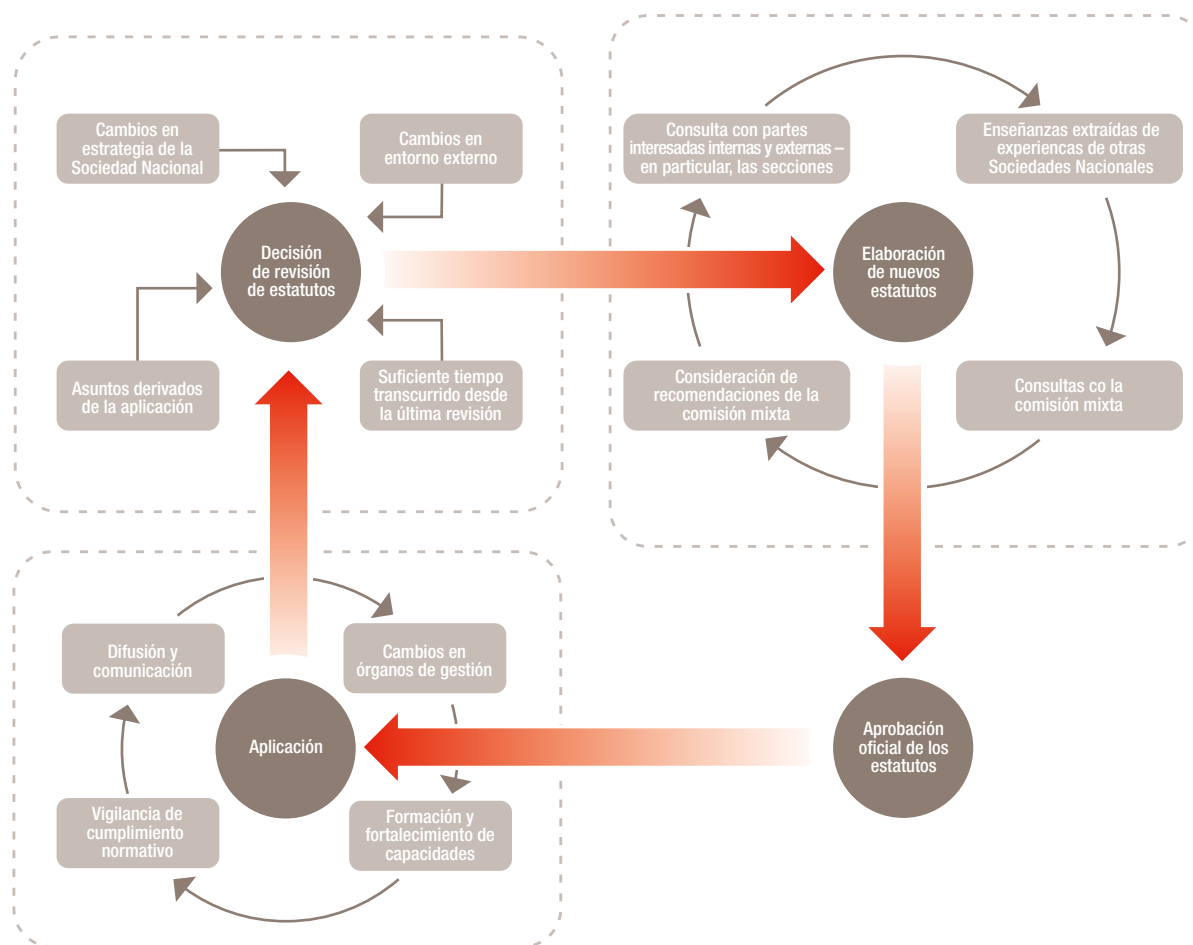 Cambios en
estrategia de la
Sociedad Nacional
Cambios en
entorno externo
Decisión
de revisión
de estatutos
Asuntos derivados
de la aplicación
Suficiente tiempo
transcurrido desde
la última revisión
Consulta con partes
interesadas internas y externas –
en particular, las secciones
Enseñanzas extraídas de
experiencas de otras
Sociedades Nacionales
Elaboración
de nuevos
estatutos
Consideración de
recomendaciones de la
comisión mixta
Consultas co la
comisión mixta
Difusión y
comunicación
Cambios en
órganos de gestión
Aplicación
Vigilancia de
cumplimiento
normativo
Formación y
fortalecimiento de
capacidades
Aprobación
oficial de los
estatutos